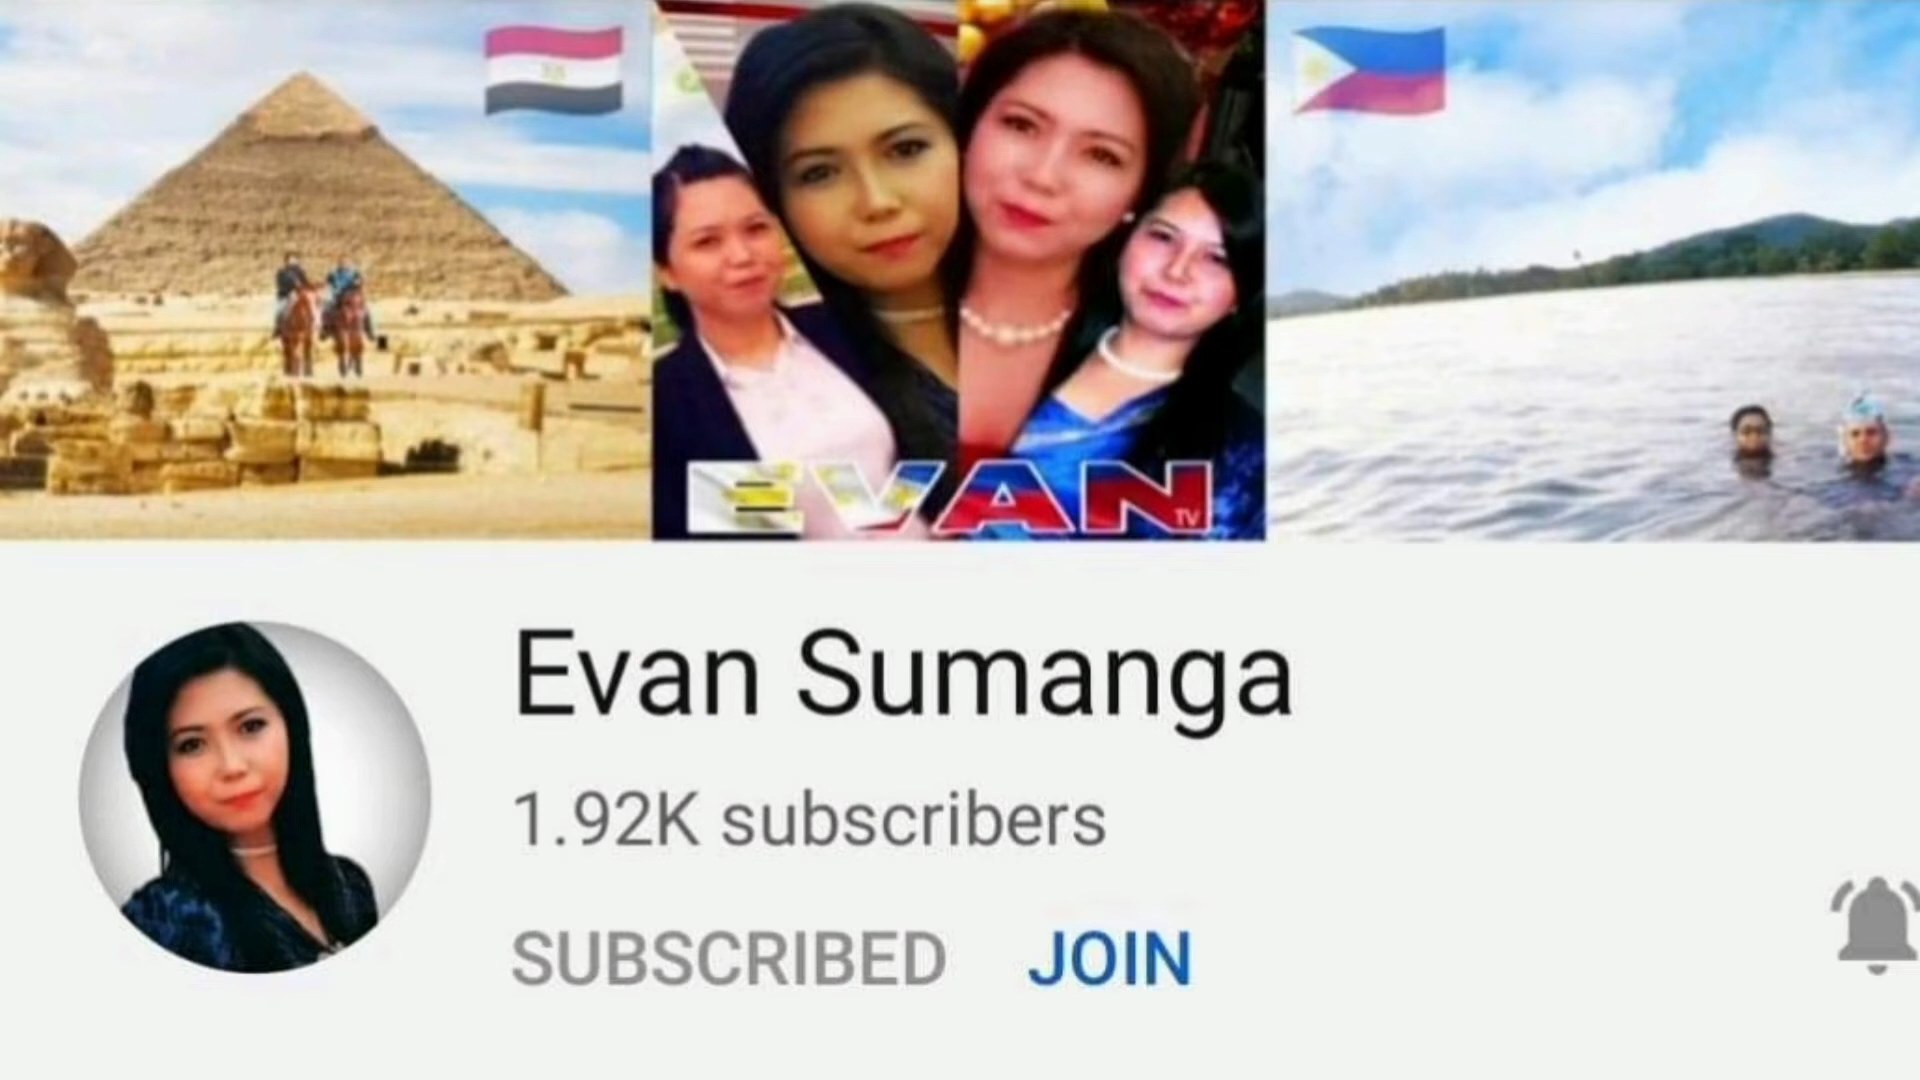 EVAN
TV
Evan Sumanga
1.92K subscribers
SUBSCRIBED JOIN